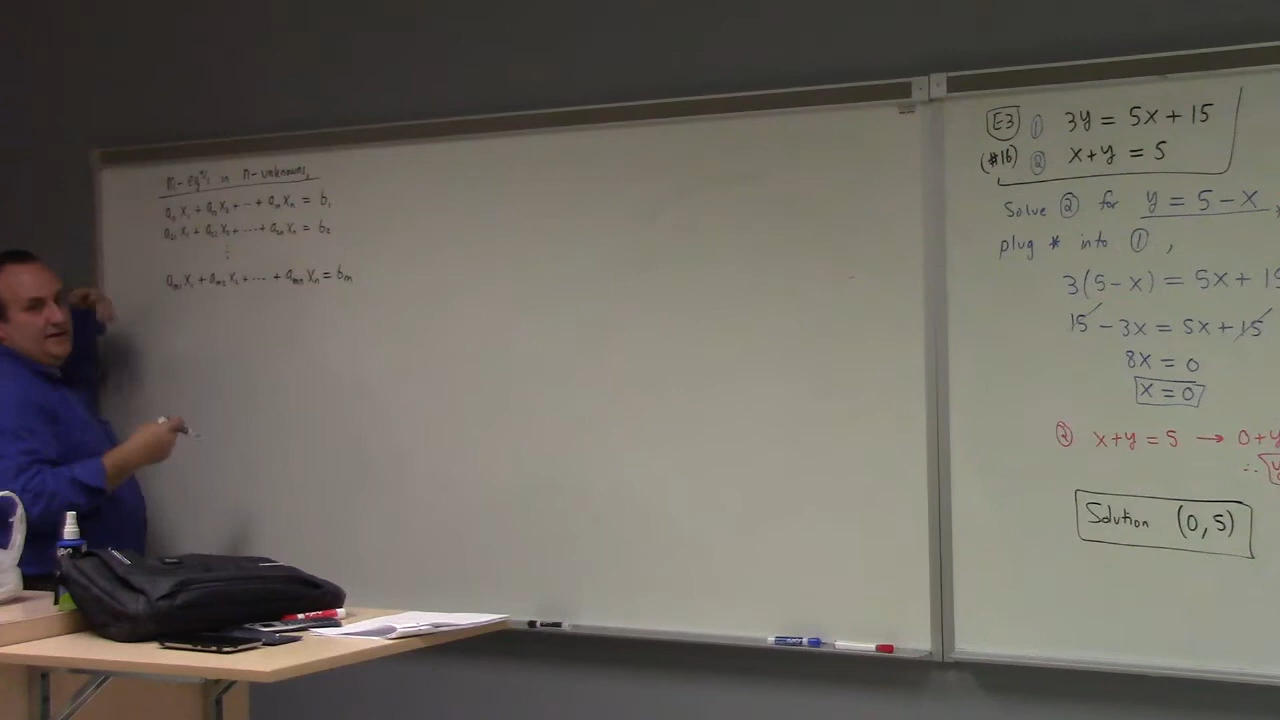 m-eqⁿ/s in n-unknowns,
a₁₁x₁ + a₁₂x₂ + ··· + a₁ₙxₙ = b₁
a₂₁x₁ + a₂₂x₂ + ··· + a₂ₙxₙ = b₂
⋮
aₘ₁x₁ + aₘ₂x₂ + ··· + aₘₙxₙ = bₘ
E3 ① 3y = 5x + 15
(#16) ② x + y = 5
Solve ② for y = 5 - x *
plug * into ①,
3(5 - x) = 5x + 15
15 - 3x = 5x + 15
8x = 0
x = 0
② x + y = 5 → 0 + y
∴ y
Solution (0, 5)